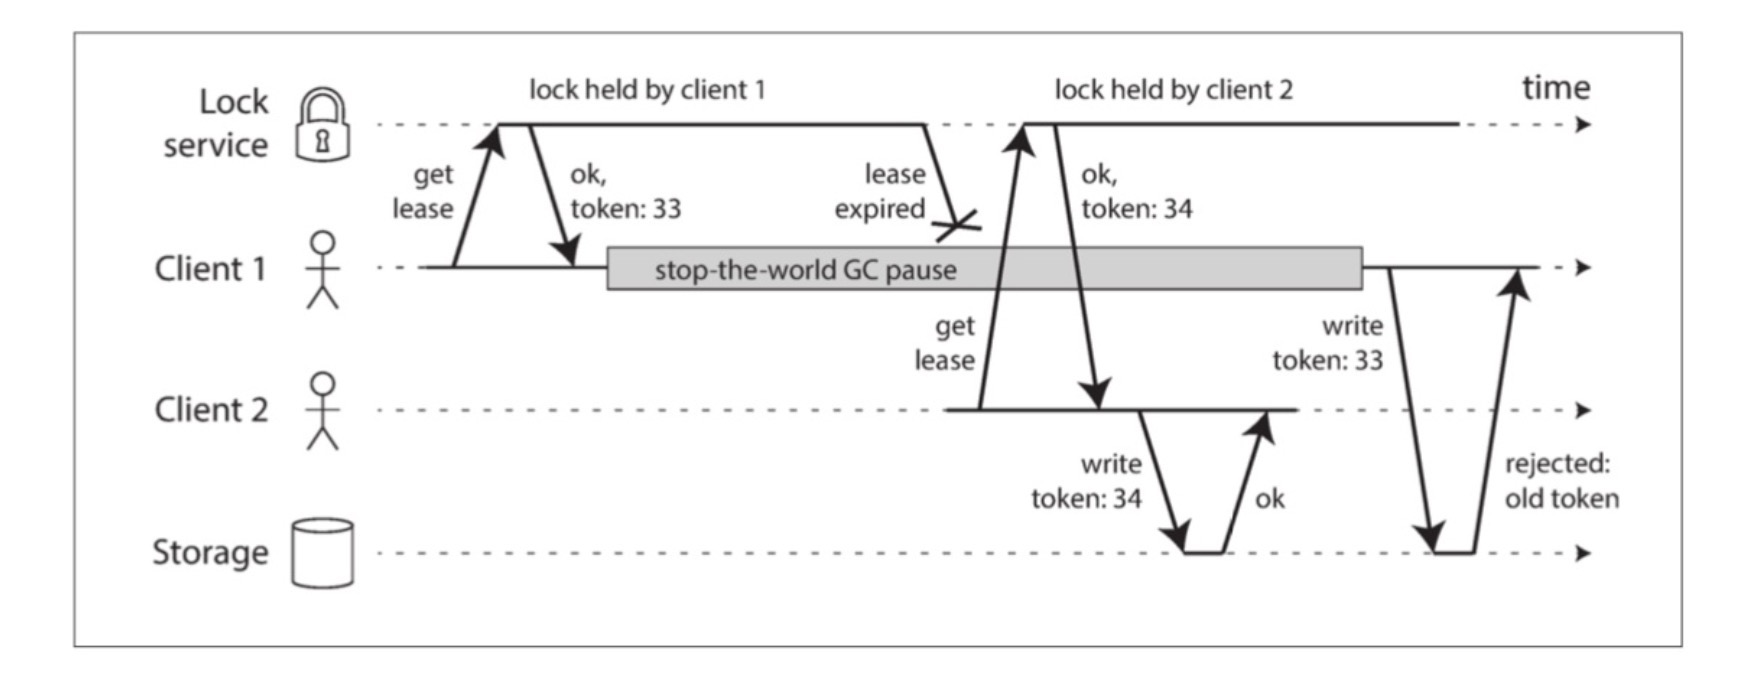 lock held by client 1
lock held by client 2
time
Lock
service
get
lease
ok,
token: 33
lease
expired
ok,
token: 34
Client 1
stop-the-world GC pause
get
lease
write
token: 33
Client 2
write
token: 34
ok
rejected:
old token
Storage